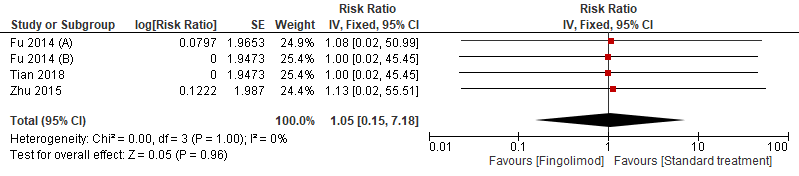 Risk Ratio Risk Ratio
Study or Subgroup log[Risk Ratio] SE Weight IV, Fixed, 95% CI IV, Fixed, 95% CI
Fu 2014 (A) 0.0797 1.9653 24.9% 1.08 [0.02, 50.99]
Fu 2014 (B) 0 1.9473 25.4% 1.00 [0.02, 45.45]
Tian 2018 0 1.9473 25.4% 1.00 [0.02, 45.45]
Zhu 2015 0.1222 1.987 24.4% 1.13 [0.02, 55.51]
Total (95% CI) 100.0% 1.05 [0.15, 7.18]
Heterogeneity: Chi² = 0.00, df = 3 (P = 1.00); I² = 0%
Test for overall effect: Z = 0.05 (P = 0.96)
0.01 0.1 1 10 100
Favours [Fingolimod] Favours [Standard treatment]